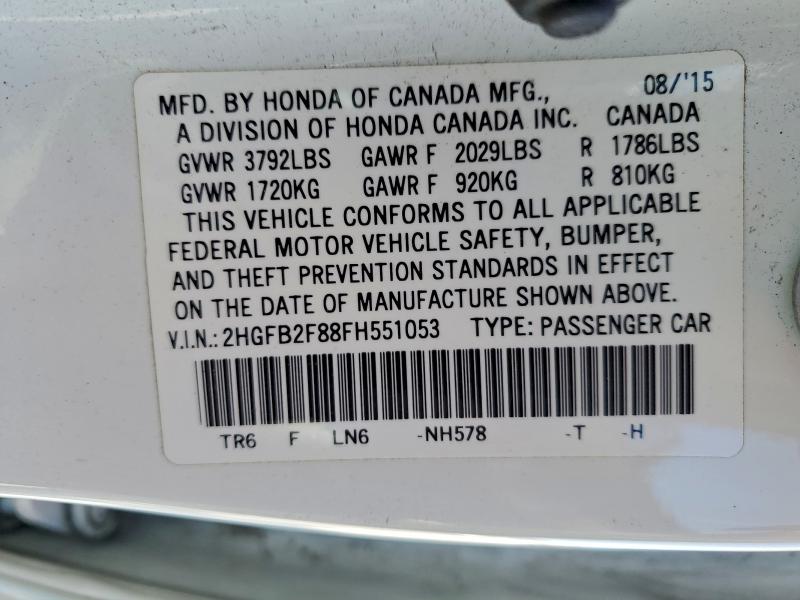 08/'15
MFD. BY HONDA OF CANADA MFG.,
A DIVISION OF HONDA CANADA INC. CANADA
GVWR 3792LBS GAWR F 2029LBS R 1786LBS
GVWR 1720KG GAWR F 920KG R 810KG
THIS VEHICLE CONFORMS TO ALL APPLICABLE
FEDERAL MOTOR VEHICLE SAFETY, BUMPER,
AND THEFT PREVENTION STANDARDS IN EFFECT
ON THE DATE OF MANUFACTURE SHOWN ABOVE.
V.I.N.: 2HGFB2F88FH551053 TYPE: PASSENGER CAR
TR6 F LN6 -NH578 -T -H